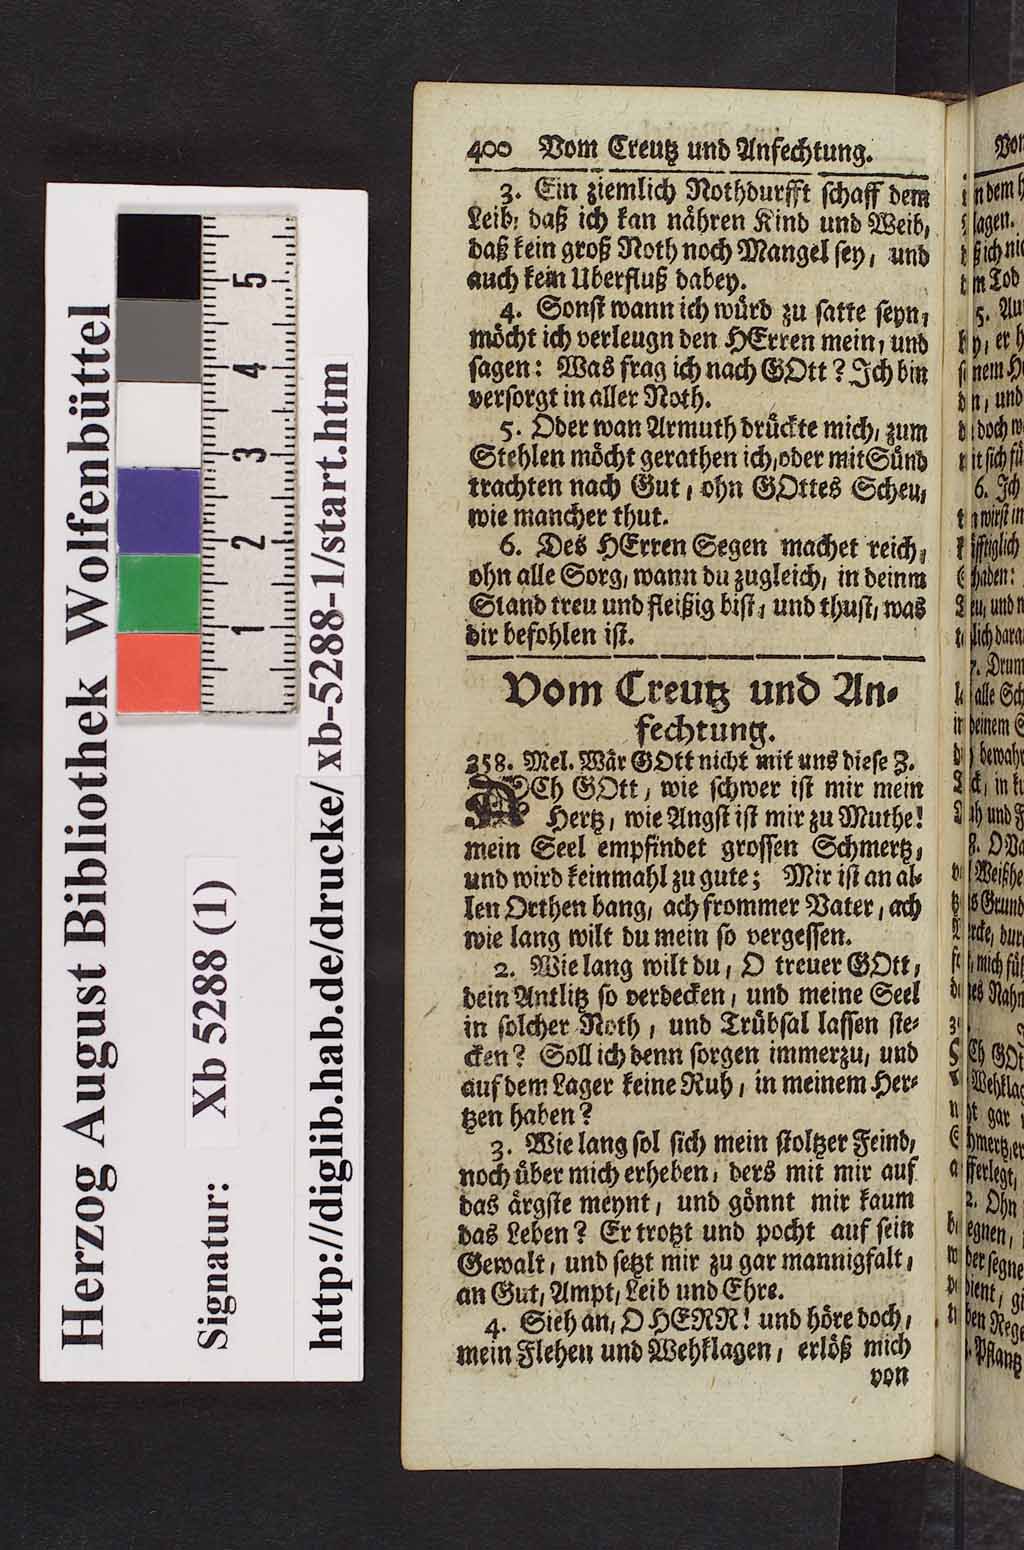 400 Vom Creutz und Anfechtung.
3. Ein ziemlich Nothdurfft schaff dem
Leib, daß ich kan nähren Kind und Weib,
daß kein groß Noth noch Mangel sey, und
auch kein Uberfluß dabey.
4. Sonst wann ich würd zu satte seyn,
möcht ich verleugn den HErren mein, und
sagen: Was frag ich nach GOtt? Ich bin
versorgt in aller Noth.
5. Oder wan Armuth drückte mich, zum
Stehlen möcht gerathen ich, oder mit Sünd
trachten nach Gut, ohn GOttes Scheu,
wie mancher thut.
6. Des HErren Segen machet reich,
ohn alle Sorg, wann du zugleich, in deinm
Stand treu und fleißig bist, und thust, was
dir befohlen ist.
Vom Creutz und An-
fechtung.
358. Mel. Wär GOtt nicht mit uns diese Z.
ACh GOtt, wie schwer ist mir mein
Hertz, wie Angst ist mir zu Muthe!
mein Seel empfindet grossen Schmertz,
und wird keinmahl zu gute; Mir ist an al-
len Orthen bang, ach frommer Vater, ach
wie lang wilt du mein so vergessen.
2. Wie lang wilt du, O treuer GOtt,
dein Antlitz so verdecken, und meine Seel
in solcher Noth, und Trübsal lassen ste-
cken? Soll ich denn sorgen immerzu, und
auf dem Lager keine Ruh, in meinem Her-
tzen haben?
3. Wie lang sol sich mein stoltzer Feind,
noch über mich erheben, ders mit mir auf
das ärgste meynt, und gönnt mir kaum
das Leben? Er trotzt und pocht auf sein
Gewalt, und setzt mir zu gar mannigfalt,
an Gut, Ampt, Leib und Ehre.
4. Sieh an, O HERR! und höre doch,
mein Flehen und Wehklagen, erlöß mich
von
Herzog August Bibliothek Wolfenbüttel
Signatur: Xb 5288 (1)
http://diglib.hab.de/drucke/ xb-5288-1/start.htm
5
4
3
2
1